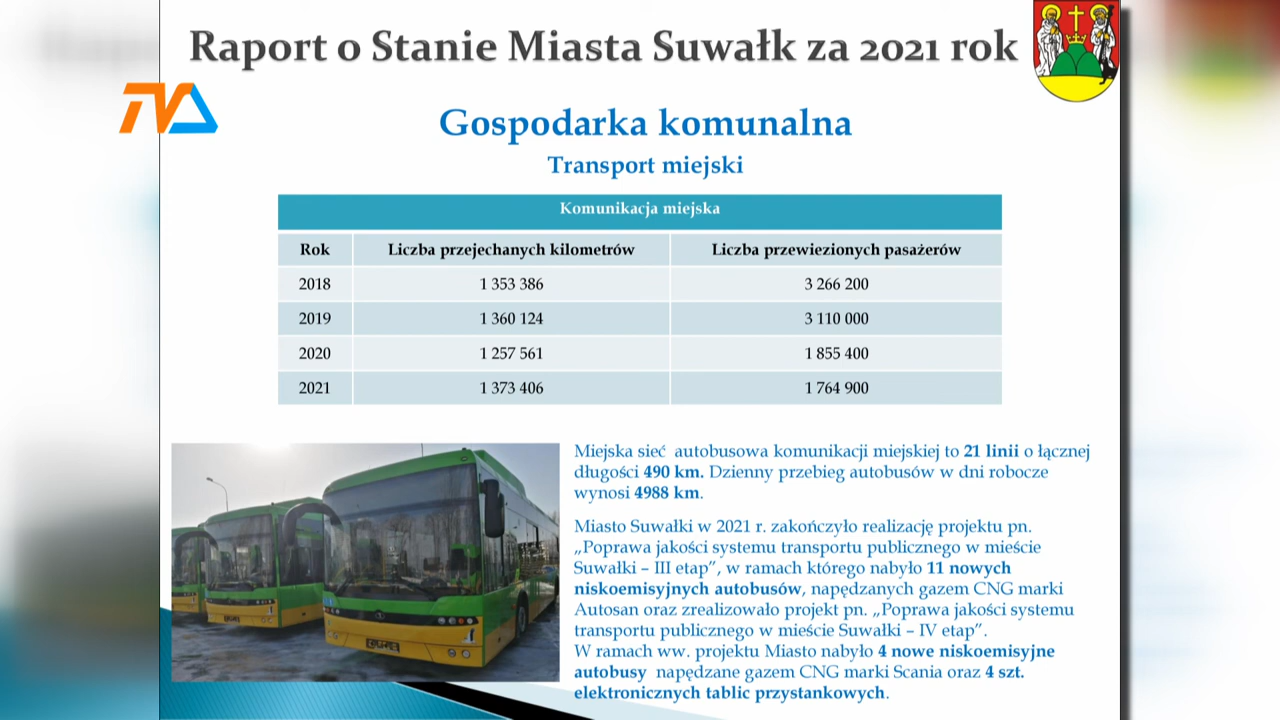 Raport o Stanie Miasta Suwałk za 2021 rok
TVA
Gospodarka komunalna
Transport miejski
Komunikacja miejska
Rok Liczba przejechanych kilometrów Liczba przewiezionych pasażerów
2018 1 353 386 3 266 200
2019 1 360 124 3 110 000
2020 1 257 561 1 855 400
2021 1 373 406 1 764 900
Miejska sieć autobusowa komunikacji miejskiej to 21 linii o łącznej
długości 490 km. Dzienny przebieg autobusów w dni robocze
wynosi 4988 km.
Miasto Suwałki w 2021 r. zakończyło realizację projektu pn.
„Poprawa jakości systemu transportu publicznego w mieście
Suwałki – III etap”, w ramach którego nabyło 11 nowych
niskoemisyjnych autobusów, napędzanych gazem CNG marki
Autosan oraz zrealizowało projekt pn. „Poprawa jakości systemu
transportu publicznego w mieście Suwałki – IV etap”.
W ramach ww. projektu Miasto nabyło 4 nowe niskoemisyjne
autobusy napędzane gazem CNG marki Scania oraz 4 szt.
elektronicznych tablic przystankowych.